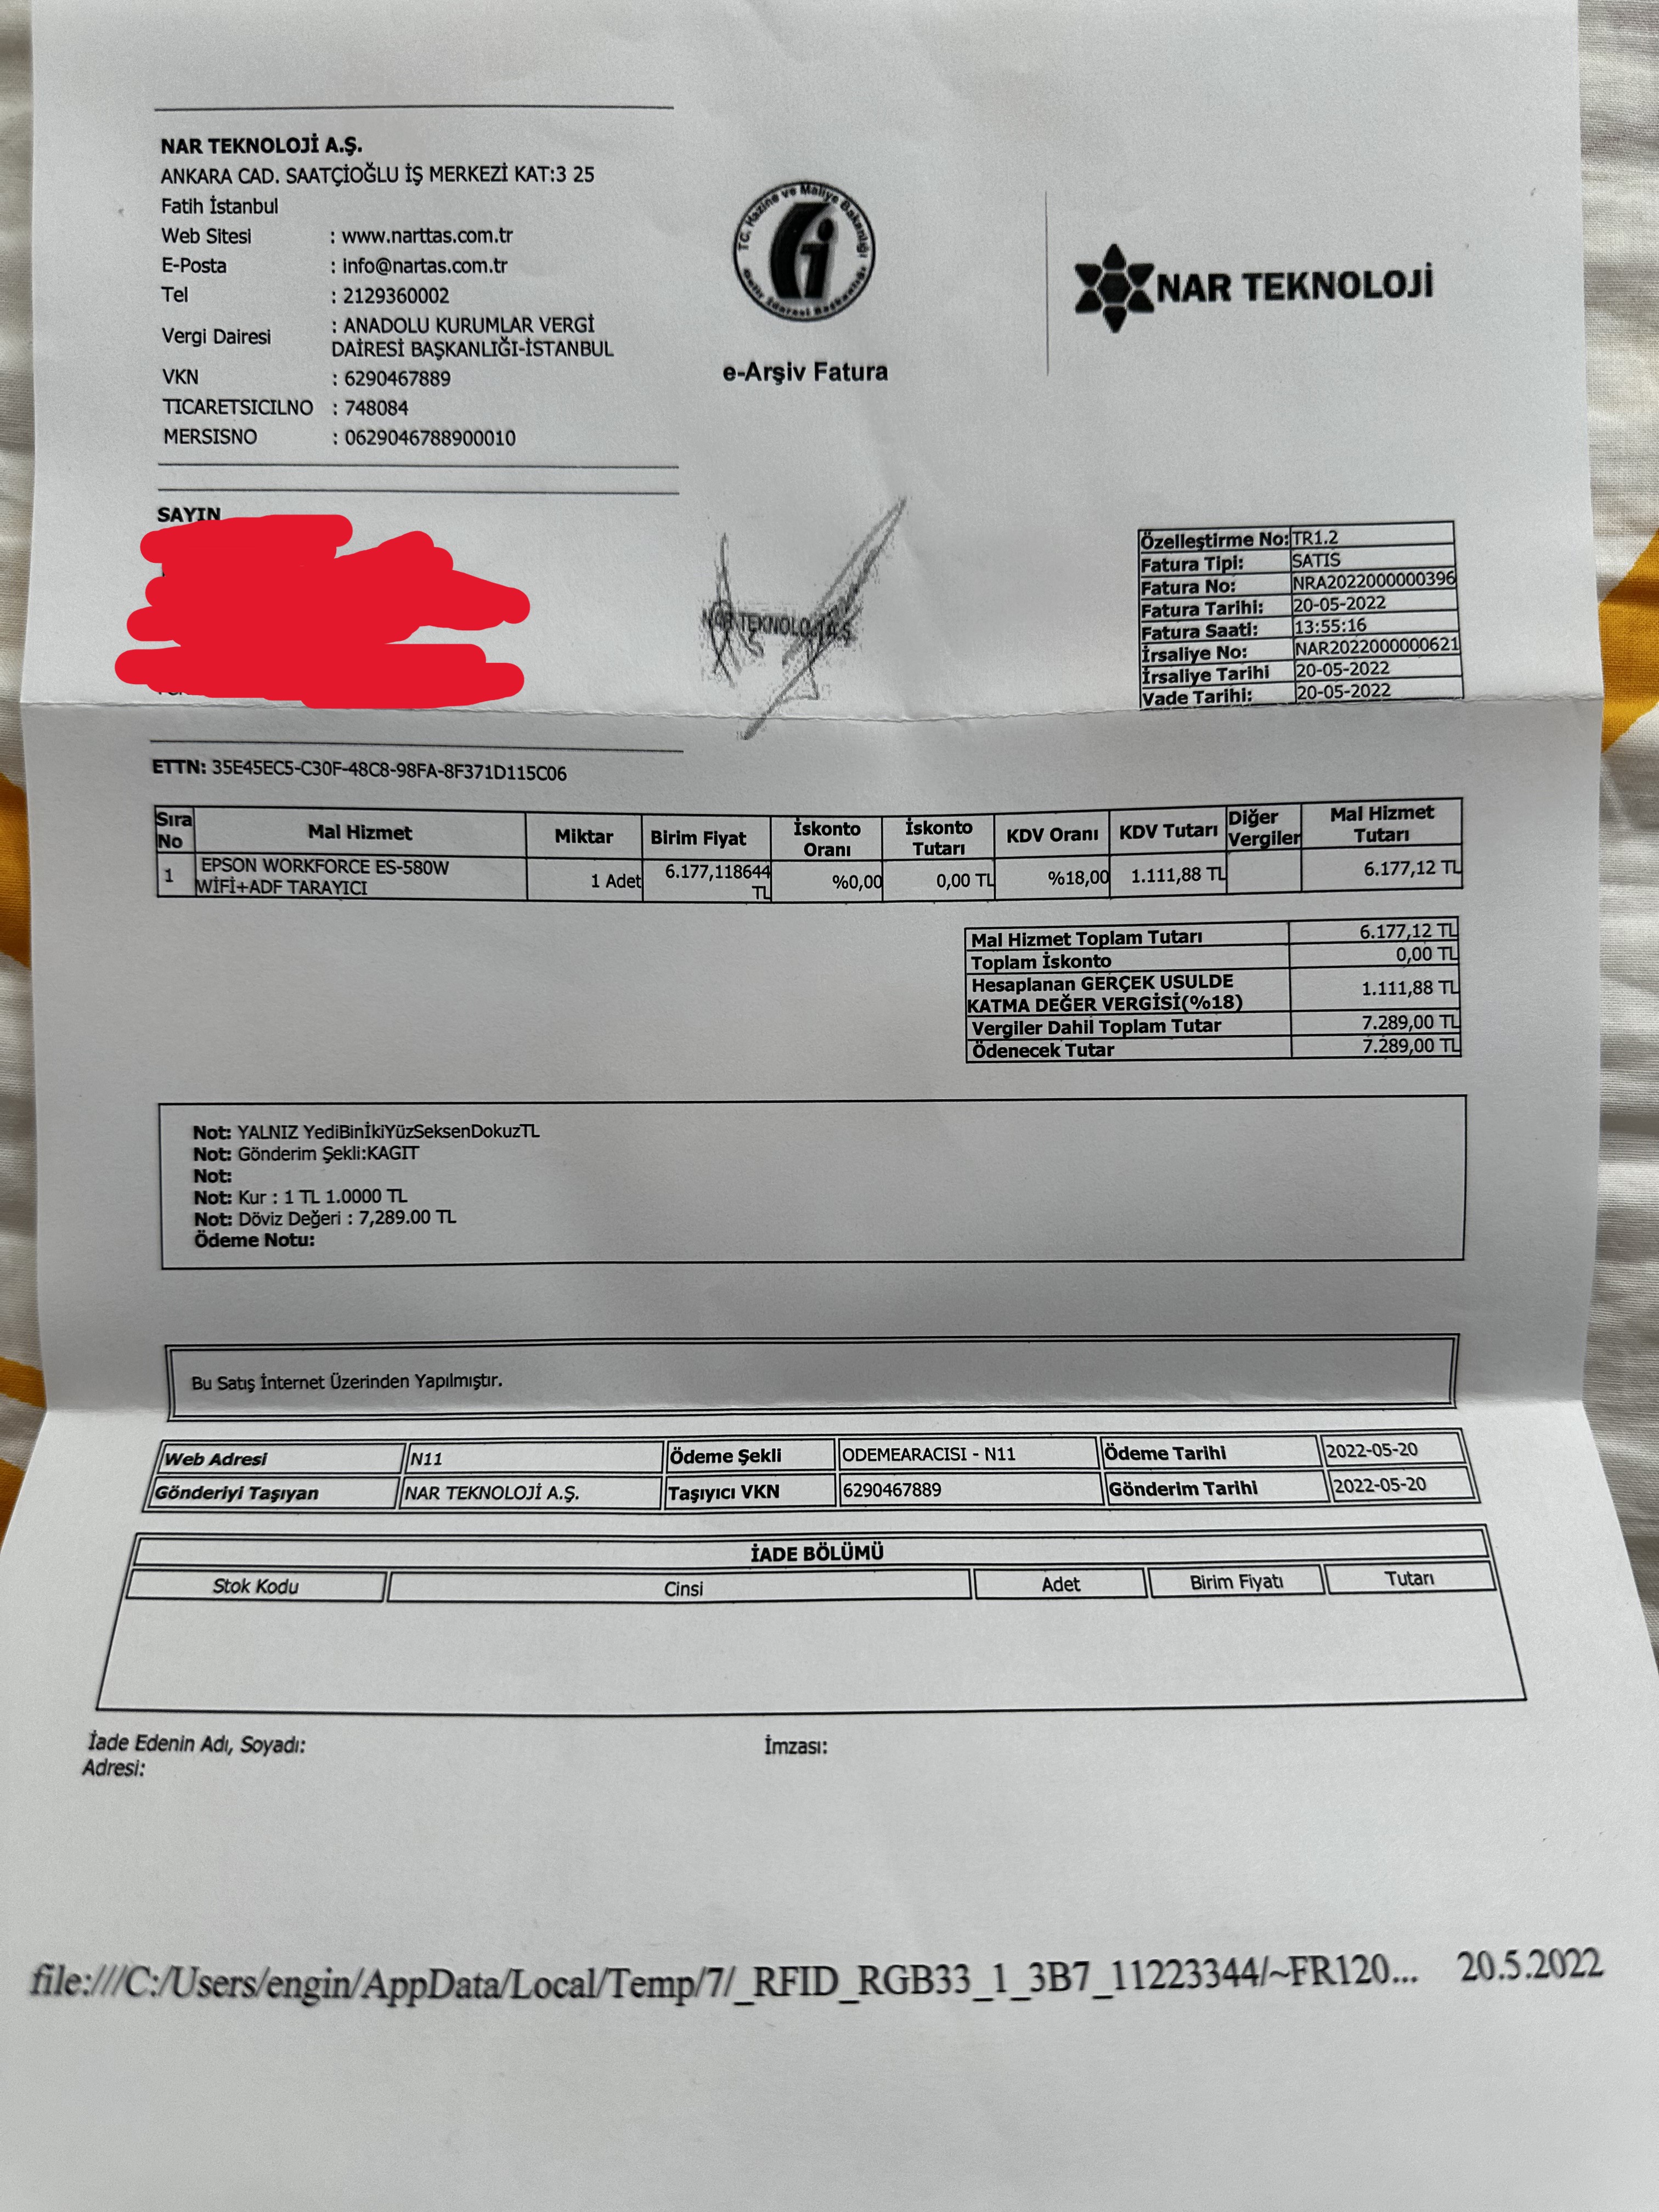 NAR TEKNOLOJİ A.Ş.
ANKARA CAD. SAATÇİOĞLU İŞ MERKEZİ KAT:3 25
Fatih İstanbul
Web Sitesi : www.narttas.com.tr
E-Posta : info@nartas.com.tr
Tel : 2129360002
Vergi Dairesi : ANADOLU KURUMLAR VERGİ
DAİRESİ BAŞKANLIĞI-İSTANBUL
VKN : 6290467889
TICARETSICILNO : 748084
MERSISNO : 0629046788900010
T.C. Hazine ve Maliye Bakanlığı
Gelir İdaresi Başkanlığı
e-Arşiv Fatura
NAR TEKNOLOJİ
SAYIN
NAR TEKNOLOJİ A.Ş.
Özelleştirme No: TR1.2
Fatura Tipi: SATIS
Fatura No: NRA2022000000396
Fatura Tarihi: 20-05-2022
Fatura Saati: 13:55:16
İrsaliye No: NAR2022000000621
İrsaliye Tarihi 20-05-2022
Vade Tarihi: 20-05-2022
ETTN: 35E45EC5-C30F-48C8-98FA-8F371D115C06
Sıra No Mal Hizmet Miktar Birim Fiyat İskonto Oranı İskonto Tutarı KDV Oranı KDV Tutarı Diğer Vergiler Mal Hizmet Tutarı
1 EPSON WORKFORCE ES-580W WİFİ+ADF TARAYICI 1 Adet 6.177,118644 TL %0,00 0,00 TL %18,00 1.111,88 TL 6.177,12 TL
Mal Hizmet Toplam Tutarı 6.177,12 TL
Toplam İskonto 0,00 TL
Hesaplanan GERÇEK USULDE
KATMA DEĞER VERGİSİ(%18) 1.111,88 TL
Vergiler Dahil Toplam Tutar 7.289,00 TL
Ödenecek Tutar 7.289,00 TL
Not: YALNIZ YediBinİkiYüzSeksenDokuzTL
Not: Gönderim Şekli:KAGIT
Not:
Not: Kur : 1 TL 1.0000 TL
Not: Döviz Değeri : 7,289.00 TL
Ödeme Notu:
Bu Satış İnternet Üzerinden Yapılmıştır.
Web Adresi N11 Ödeme Şekli ODEMEARACISI - N11 Ödeme Tarihi 2022-05-20
Gönderiyi Taşıyan NAR TEKNOLOJİ A.Ş. Taşıyıcı VKN 6290467889 Gönderim Tarihi 2022-05-20
İADE BÖLÜMÜ
Stok Kodu Cinsi Adet Birim Fiyatı Tutarı
İade Edenin Adı, Soyadı: İmzası:
Adresi:
file:///C:/Users/engin/AppData/Local/Temp/7/_RFID_RGB33_1_3B7_11223344/~FR120... 20.5.2022